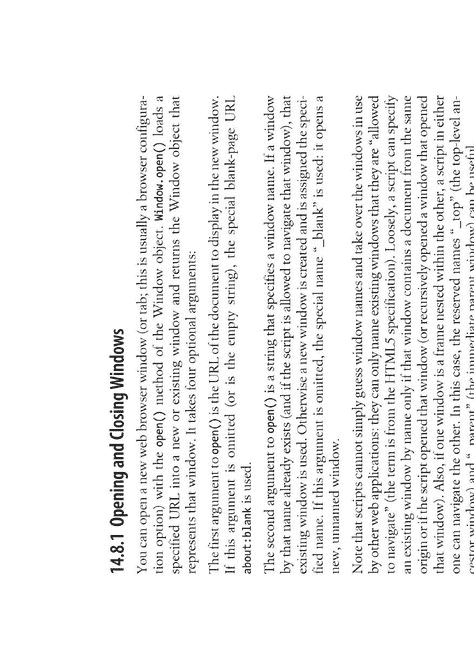 14.8.1 Opening and Closing Windows
You can open a new web browser window (or tab; this is usually a browser configura-
tion option) with the open() method of the Window object. Window.open() loads a
specified URL into a new or existing window and returns the Window object that
represents that window. It takes four optional arguments:
The first argument to open() is the URL of the document to display in the new window.
If this argument is omitted (or is the empty string), the special blank-page URL
about:blank is used.
The second argument to open() is a string that specifies a window name. If a window
by that name already exists (and if the script is allowed to navigate that window), that
existing window is used. Otherwise a new window is created and is assigned the speci-
fied name. If this argument is omitted, the special name “_blank” is used: it opens a
new, unnamed window.
Note that scripts cannot simply guess window names and take over the windows in use
by other web applications: they can only name existing windows that they are “allowed
to navigate” (the term is from the HTML5 specification). Loosely, a script can specify
an existing window by name only if that window contains a document from the same
origin or if the script opened that window (or recursively opened a window that opened
that window). Also, if one window is a frame nested within the other, a script in either
one can navigate the other. In this case, the reserved names “_top” (the top-level an-
cestor window) and “_parent” (the immediate parent window) can be useful.